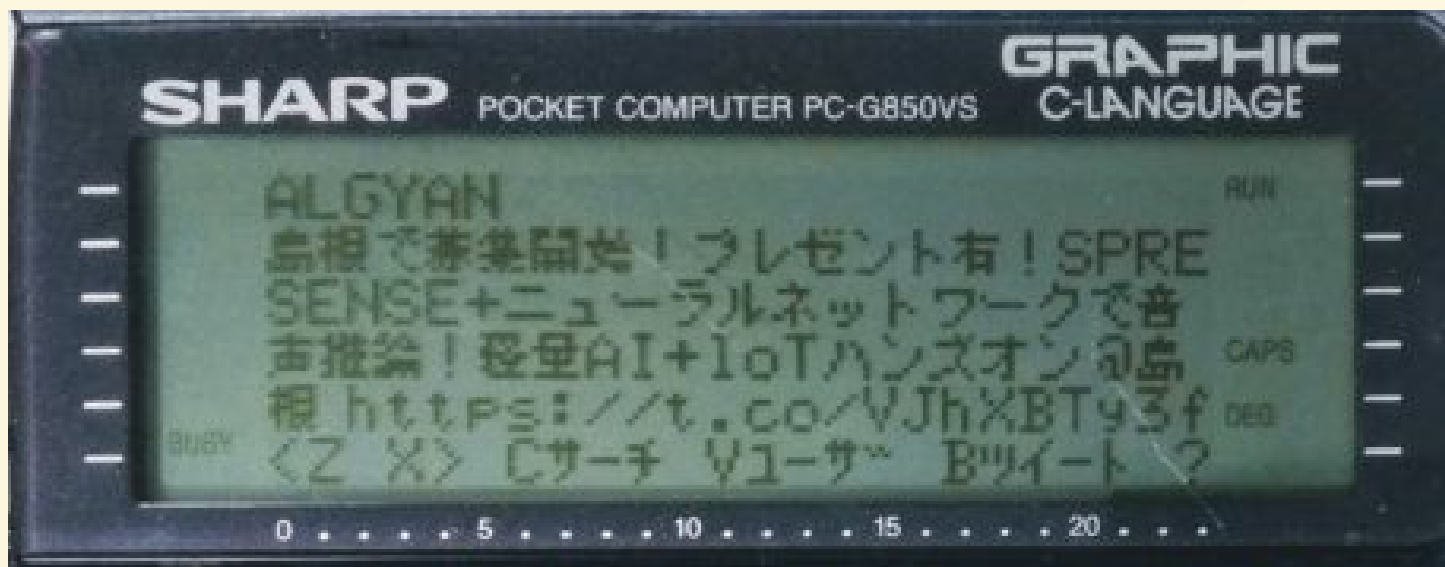 GRAPHIC
SHARP POCKET COMPUTER PC-G850VS C-LANGUAGE
ALGYAN RUN
島根で募集開始！プレゼント有！SPRE
SENSE+ニューラルネットワークで音
声推論！軽量AI+IoTハンズオン@島 CAPS
根 https://t.co/VJhXBTy3f DEG
BUSY
<Z X> Cサーチ Vユーザ Bツイート ?
0 . . . . 5 . . . . 10 . . . . 15 . . . . 20 . . .